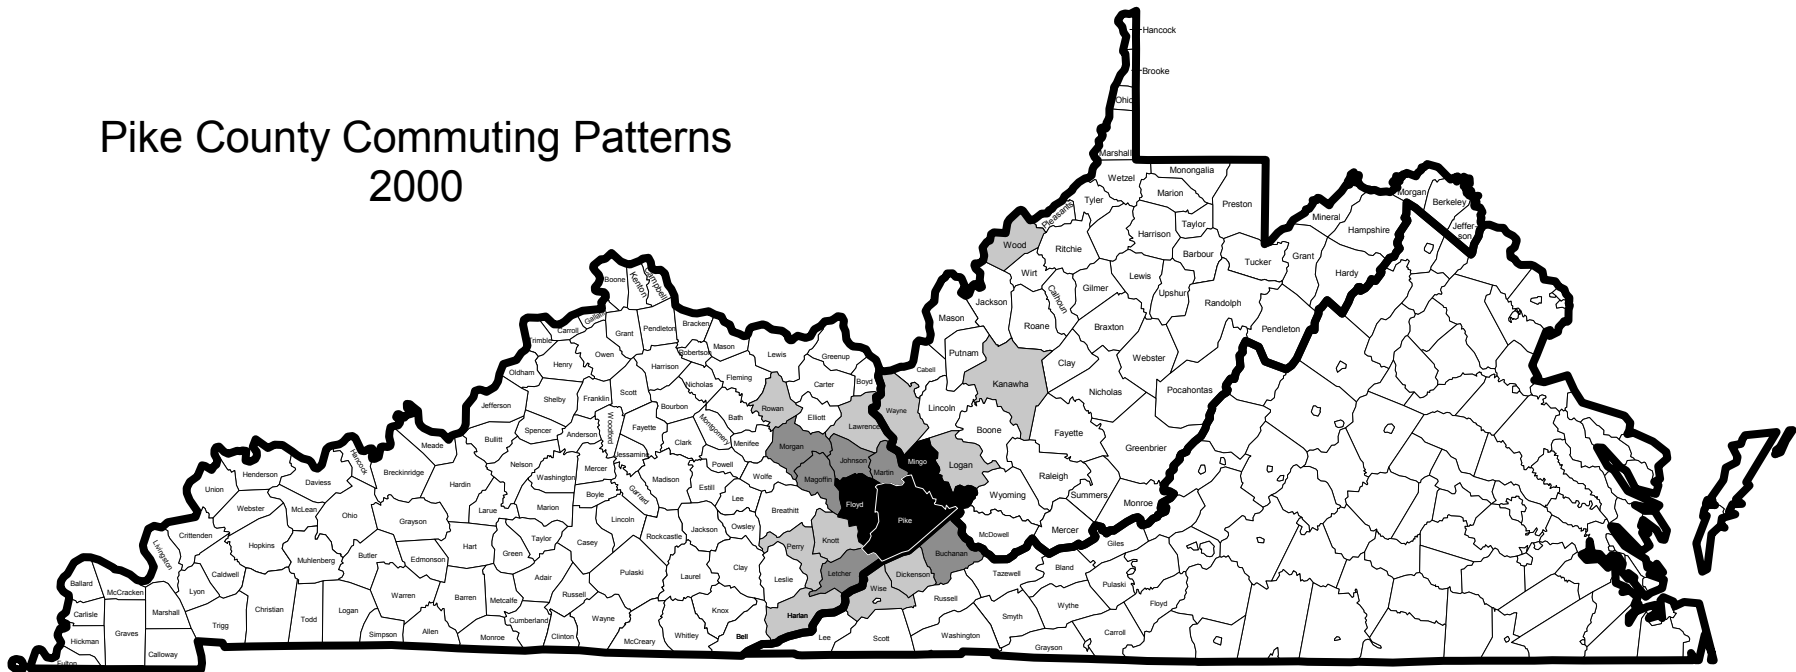 Pike County Commuting Patterns
2000
Hancock
Brooke
Ohio
Marshall
Wetzel
Monongalia
Marion
Preston
Tyler
Pleasants
Wood
Ritchie
Harrison
Taylor
Barbour
Tucker
Grant
Mineral
Hampshire
Hardy
Morgan
Berkeley
Jeffer-
son
Wirt
Calhoun
Gilmer
Lewis
Upshur
Randolph
Pendleton
Jackson
Roane
Mason
Putnam
Braxton
Clay
Webster
Kanawha
Nicholas
Pocahontas
Cabell
Wayne
Lincoln
Boone
Fayette
Greenbrier
Mingo
Logan
Raleigh
Wyoming
Summers
Monroe
McDowell
Mercer
Boone
Kenton
Campbell
Carroll
Grant
Pendleton
Bracken
Trimble
Owen
Robertson
Mason
Lewis
Greenup
Henry
Harrison
Oldham
Nicholas
Fleming
Carter
Boyd
Shelby
Franklin
Scott
Bourbon
Rowan
Elliott
Lawrence
Jefferson
Bath
Woodford
Fayette
Montgomery
Menifee
Spencer
Anderson
Clark
Morgan
Meade
Bullitt
Jessamine
Powell
Johnson
Martin
Hancock
Nelson
Mercer
Madison
Wolfe
Magoffin
Breckinridge
Washington
Estill
Henderson
Daviess
Hardin
Boyle
Garrard
Lee
Floyd
Pike
Union
Webster
McLean
Ohio
Larue
Marion
Lincoln
Breathitt
Grayson
Jackson
Owsley
Rockcastle
Crittenden
Livingston
Hopkins
Muhlenberg
Butler
Edmonson
Hart
Green
Taylor
Casey
Perry
Knott
Letcher
Buchanan
Caldwell
Pulaski
Laurel
Clay
Leslie
Ballard
McCracken
Lyon
Warren
Barren
Metcalfe
Adair
Russell
Wayne
Knox
Harlan
Wise
Dickenson
Russell
Tazewell
Bland
Giles
Pulaski
Carlisle
Marshall
Christian
Todd
Logan
Trigg
Simpson
Allen
Monroe
Cumberland
Clinton
McCreary
Whitley
Bell
Lee
Scott
Washington
Smyth
Wythe
Floyd
Carroll
Grayson
Hickman
Graves
Calloway
Fulton